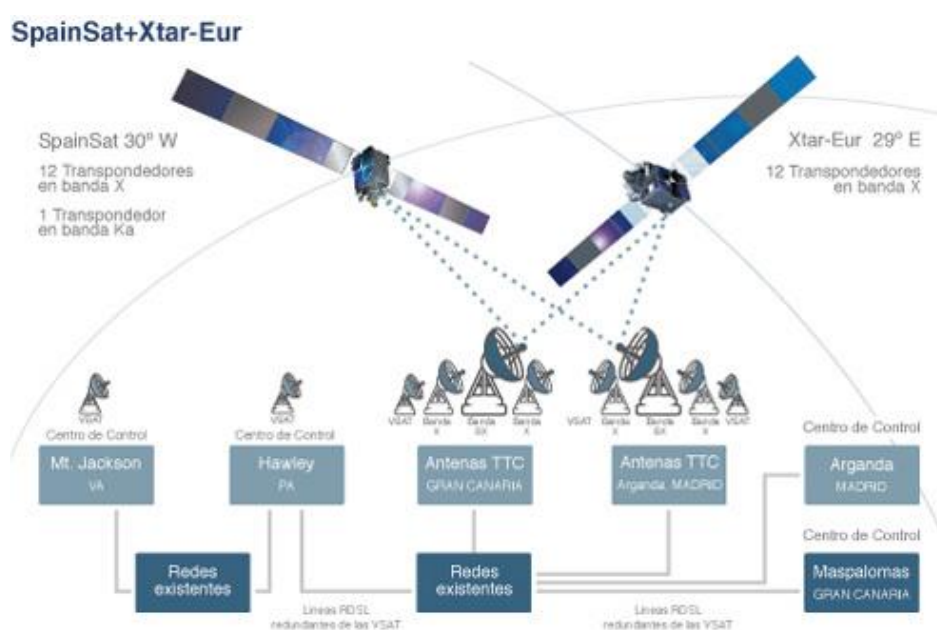 SpainSat+Xtar-Eur
SpainSat 30º W
12 Transpondedores
en banda X
1 Transpondedor
en banda Ka
Xtar-Eur 29º E
12 Transpondedores
en banda X
VSAT
Centro de Control
Mt. Jackson
VA
VSAT
Centro de Control
Hawley
PA
VSAT
Banda
X
Banda
SX
Banda
X
Antenas TTC
GRAN CANARIA
VSAT
Banda
X
Banda
SX
Banda
X
VSAT
Antenas TTC
Arganda. MADRID
Centro de Control
Arganda
MADRID
Centro de Control
Maspalomas
GRAN CANARIA
Redes
existentes
Redes
existentes
Líneas RDSL
redundantes de las VSAT
Líneas RDSL
redundantes de las VSAT